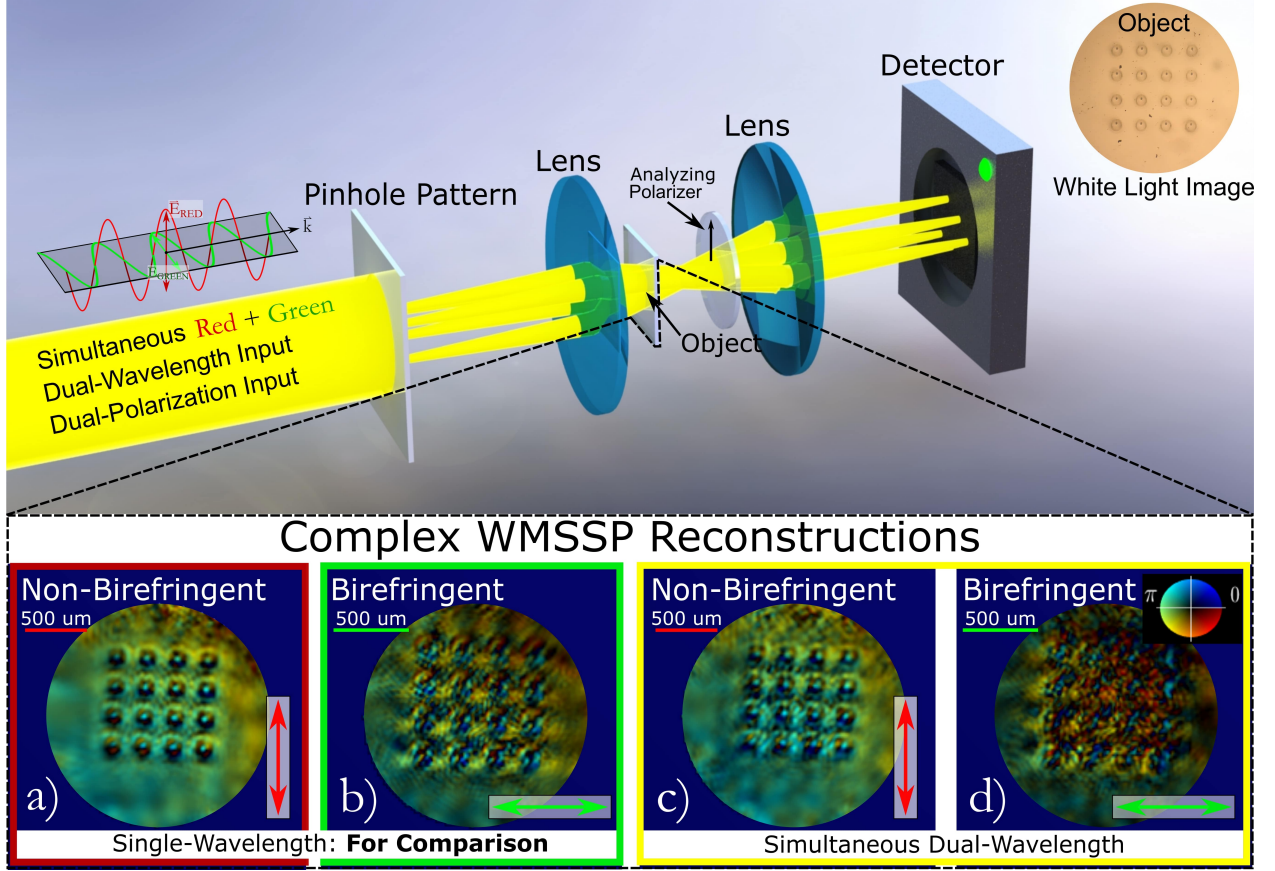 Object
Detector
White Light Image
Lens
Lens
Analyzing
Polarizer
Pinhole Pattern
E⃗RED
k⃗
EGREEN
Simultaneous Red + Green
Dual-Wavelength Input
Dual-Polarization Input
Object
Complex WMSSP Reconstructions
Non-Birefringent
500 um
a)
Birefringent
500 um
b)
Single-Wavelength: For Comparison
Non-Birefringent
500 um
c)
Birefringent
500 um
π 0
d)
Simultaneous Dual-Wavelength